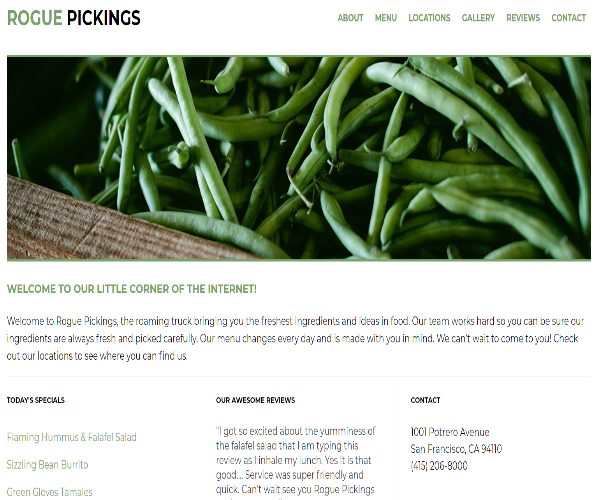 ROGUE PICKINGS
ABOUT MENU LOCATIONS GALLERY REVIEWS CONTACT
WELCOME TO OUR LITTLE CORNER OF THE INTERNET!
Welcome to Rogue Pickings, the roaming truck bringing you the freshest ingredients and ideas in food. Our team works hard so you can be sure our
ingredients are always fresh and picked carefully. Our menu changes every day and is made with you in mind. We can't wait to come to you! Check
out our locations to see where you can find us.
TODAY'S SPECIALS
Flaming Hummus & Falafel Salad
Sizzling Bean Burrito
Green Gloves Tamales
OUR AWESOME REVIEWS
"I got so excited about the yumminess of
the falafel salad that I am typing this
review as I inhale my lunch. Yes it is that
good.... Service was super friendly and
quick. Can't wait see you Rogue Pickings
CONTACT
1001 Potrero Avenue
San Francisco, CA 94110
(415) 206-8000